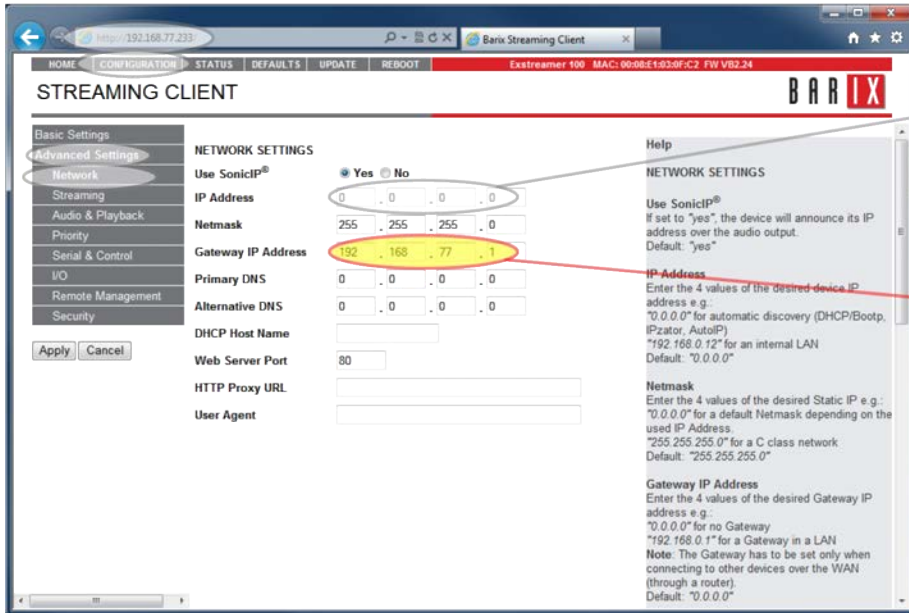 http://192.168.77.233/
Barix Streaming Client
HOME CONFIGURATION STATUS DEFAULTS UPDATE REBOOT Exstreamer 100 MAC: 00:08:E1:03:0F:C2 FW VB2.24
STREAMING CLIENT
BARIX
Basic Settings
Advanced Settings
Network
Streaming
Audio & Playback
Priority
Serial & Control
I/O
Remote Management
Security
Apply Cancel
NETWORK SETTINGS
Use SonicIP® Yes No
IP Address 0 . 0 . 0 . 0
Netmask 255 . 255 . 255 . 0
Gateway IP Address 192 . 168 . 77 . 1
Primary DNS 0 . 0 . 0 . 0
Alternative DNS 0 . 0 . 0 . 0
DHCP Host Name
Web Server Port 80
HTTP Proxy URL
User Agent
Help
NETWORK SETTINGS
Use SonicIP®
If set to "yes", the device will announce its IP
address over the audio output.
Default: "yes"
IP Address
Enter the 4 values of the desired device IP
address e.g.:
"0.0.0.0" for automatic discovery (DHCP/Bootp,
IPzator, AutoIP)
"192.168.0.12" for an internal LAN
Default: "0.0.0.0"
Netmask
Enter the 4 values of the desired Static IP e.g.:
"0.0.0.0" for a default Netmask depending on the
used IP Address.
"255.255.255.0" for a C class network
Default: "255.255.255.0"
Gateway IP Address
Enter the 4 values of the desired Gateway IP
address e.g.:
"0.0.0.0" for no Gateway
"192.168.0.1" for a Gateway in a LAN
Note: The Gateway has to be set only when
connecting to other devices over the WAN
(through a router).
Default: "0.0.0.0"